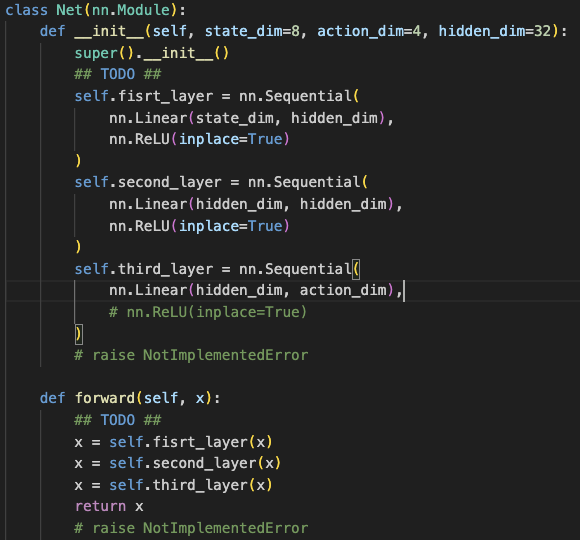 class Net(nn.Module):
    def __init__(self, state_dim=8, action_dim=4, hidden_dim=32):
        super().__init__()
        ## TODO ##
        self.fisrt_layer = nn.Sequential(
            nn.Linear(state_dim, hidden_dim),
            nn.ReLU(inplace=True)
        )
        self.second_layer = nn.Sequential(
            nn.Linear(hidden_dim, hidden_dim),
            nn.ReLU(inplace=True)
        )
        self.third_layer = nn.Sequential(
            nn.Linear(hidden_dim, action_dim),
            # nn.ReLU(inplace=True)
        )
        # raise NotImplementedError

    def forward(self, x):
        ## TODO ##
        x = self.fisrt_layer(x)
        x = self.second_layer(x)
        x = self.third_layer(x)
        return x
        # raise NotImplementedError